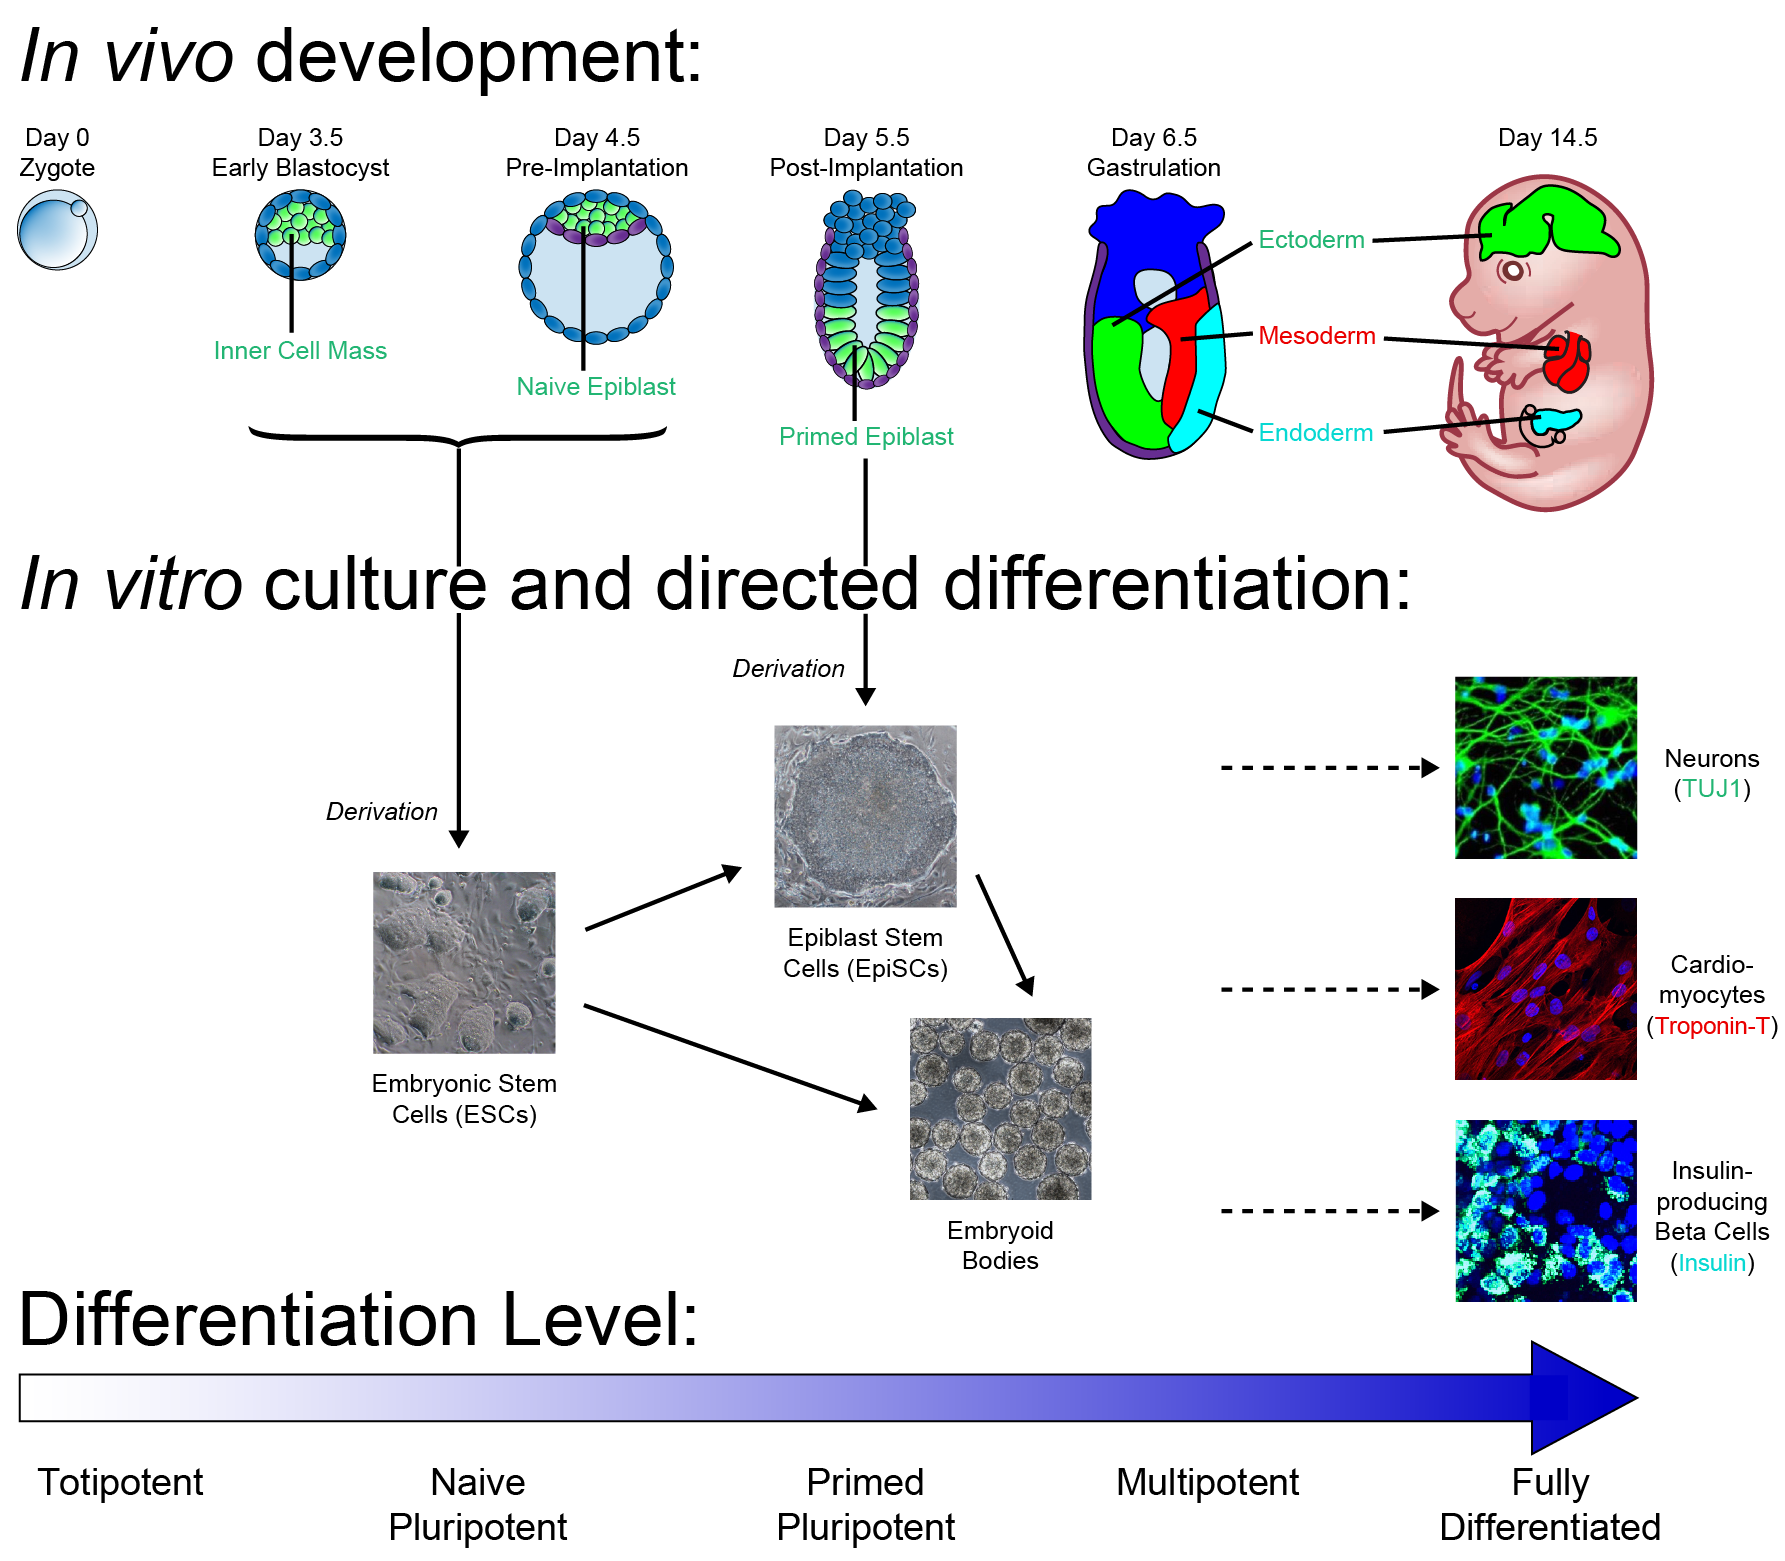 In vivo development:
Day 0
Zygote
Day 3.5
Early Blastocyst
Day 4.5
Pre-Implantation
Day 5.5
Post-Implantation
Day 6.5
Gastrulation
Day 14.5
Ectoderm
Mesoderm
Endoderm
Inner Cell Mass
Naive Epiblast
Primed Epiblast
In vitro culture and directed differentiation:
Derivation
Derivation
Embryonic Stem
Cells (ESCs)
Epiblast Stem
Cells (EpiSCs)
Embryoid
Bodies
Neurons
(TUJ1)
Cardio-
myocytes
(Troponin-T)
Insulin-
producing
Beta Cells
(Insulin)
Differentiation Level:
Totipotent
Naive
Pluripotent
Primed
Pluripotent
Multipotent
Fully
Differentiated